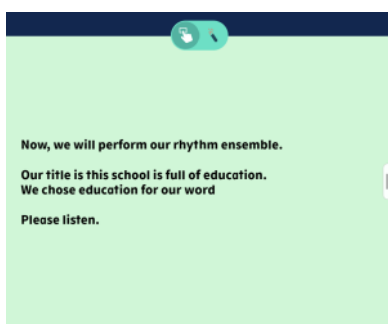 Now, we will perform our rhythm ensemble.
Our title is this school is full of education.
We chose education for our word
Please listen.